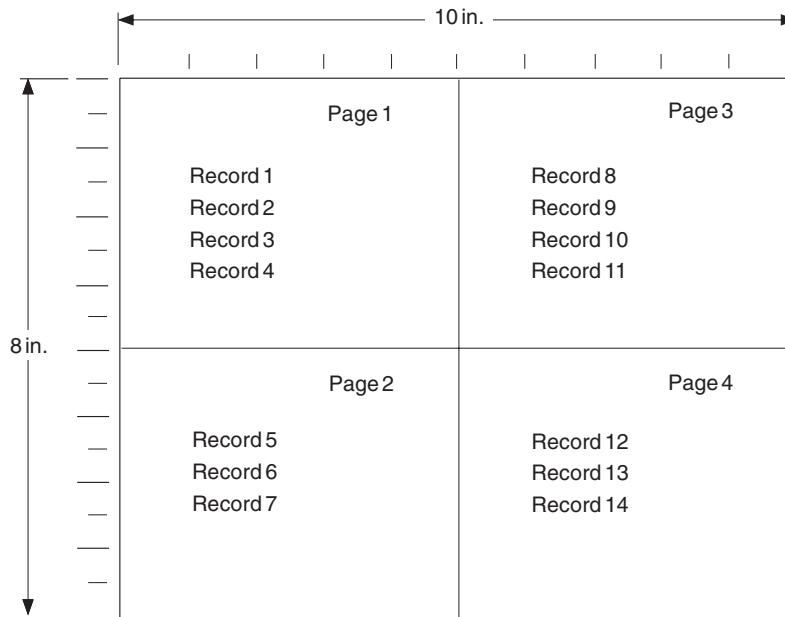 10 in.
8 in.
Page 1
Record 1
Record 2
Record 3
Record 4
Page 2
Record 5
Record 6
Record 7
Page 3
Record 8
Record 9
Record 10
Record 11
Page 4
Record 12
Record 13
Record 14